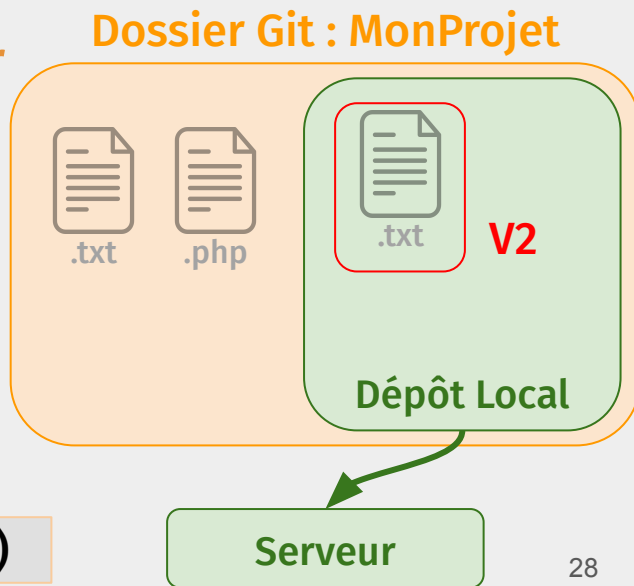 Dossier Git : MonProjet
.txt
.php
.txt
V2
Dépôt Local
)
Serveur
28